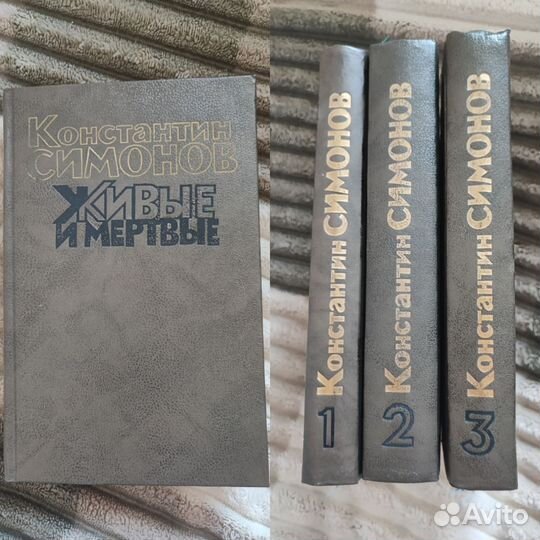 Константин
СИМОНОВ
ЖИВЫЕ
И МЕРТВЫЕ
Константин СИМОНОВ
1
Константин СИМОНОВ
2
Константин СИМОНОВ
3
Avito